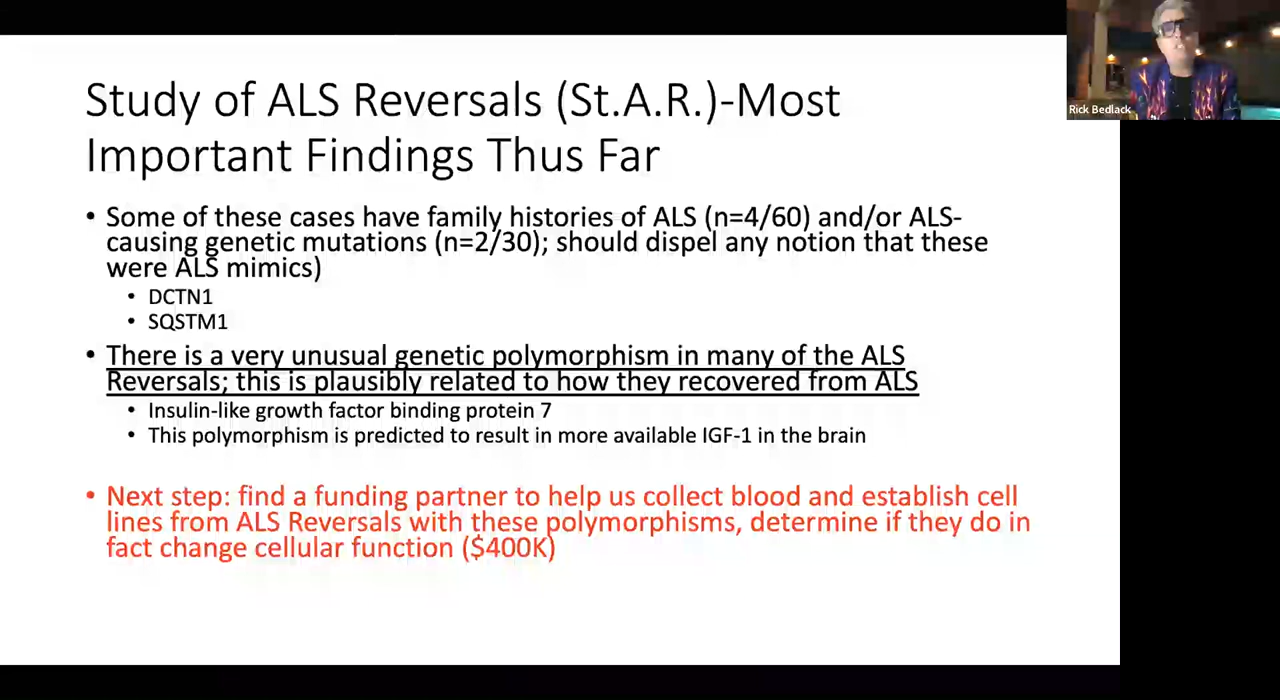 Study of ALS Reversals (St.A.R.)-Most
Important Findings Thus Far
• Some of these cases have family histories of ALS (n=4/60) and/or ALS-
causing genetic mutations (n=2/30); should dispel any notion that these
were ALS mimics)
• DCTN1
• SQSTM1
• There is a very unusual genetic polymorphism in many of the ALS
Reversals; this is plausibly related to how they recovered from ALS
• Insulin-like growth factor binding protein 7
• This polymorphism is predicted to result in more available IGF-1 in the brain
• Next step: find a funding partner to help us collect blood and establish cell
lines from ALS Reversals with these polymorphisms, determine if they do in
fact change cellular function ($400K)
Rick Bedlack